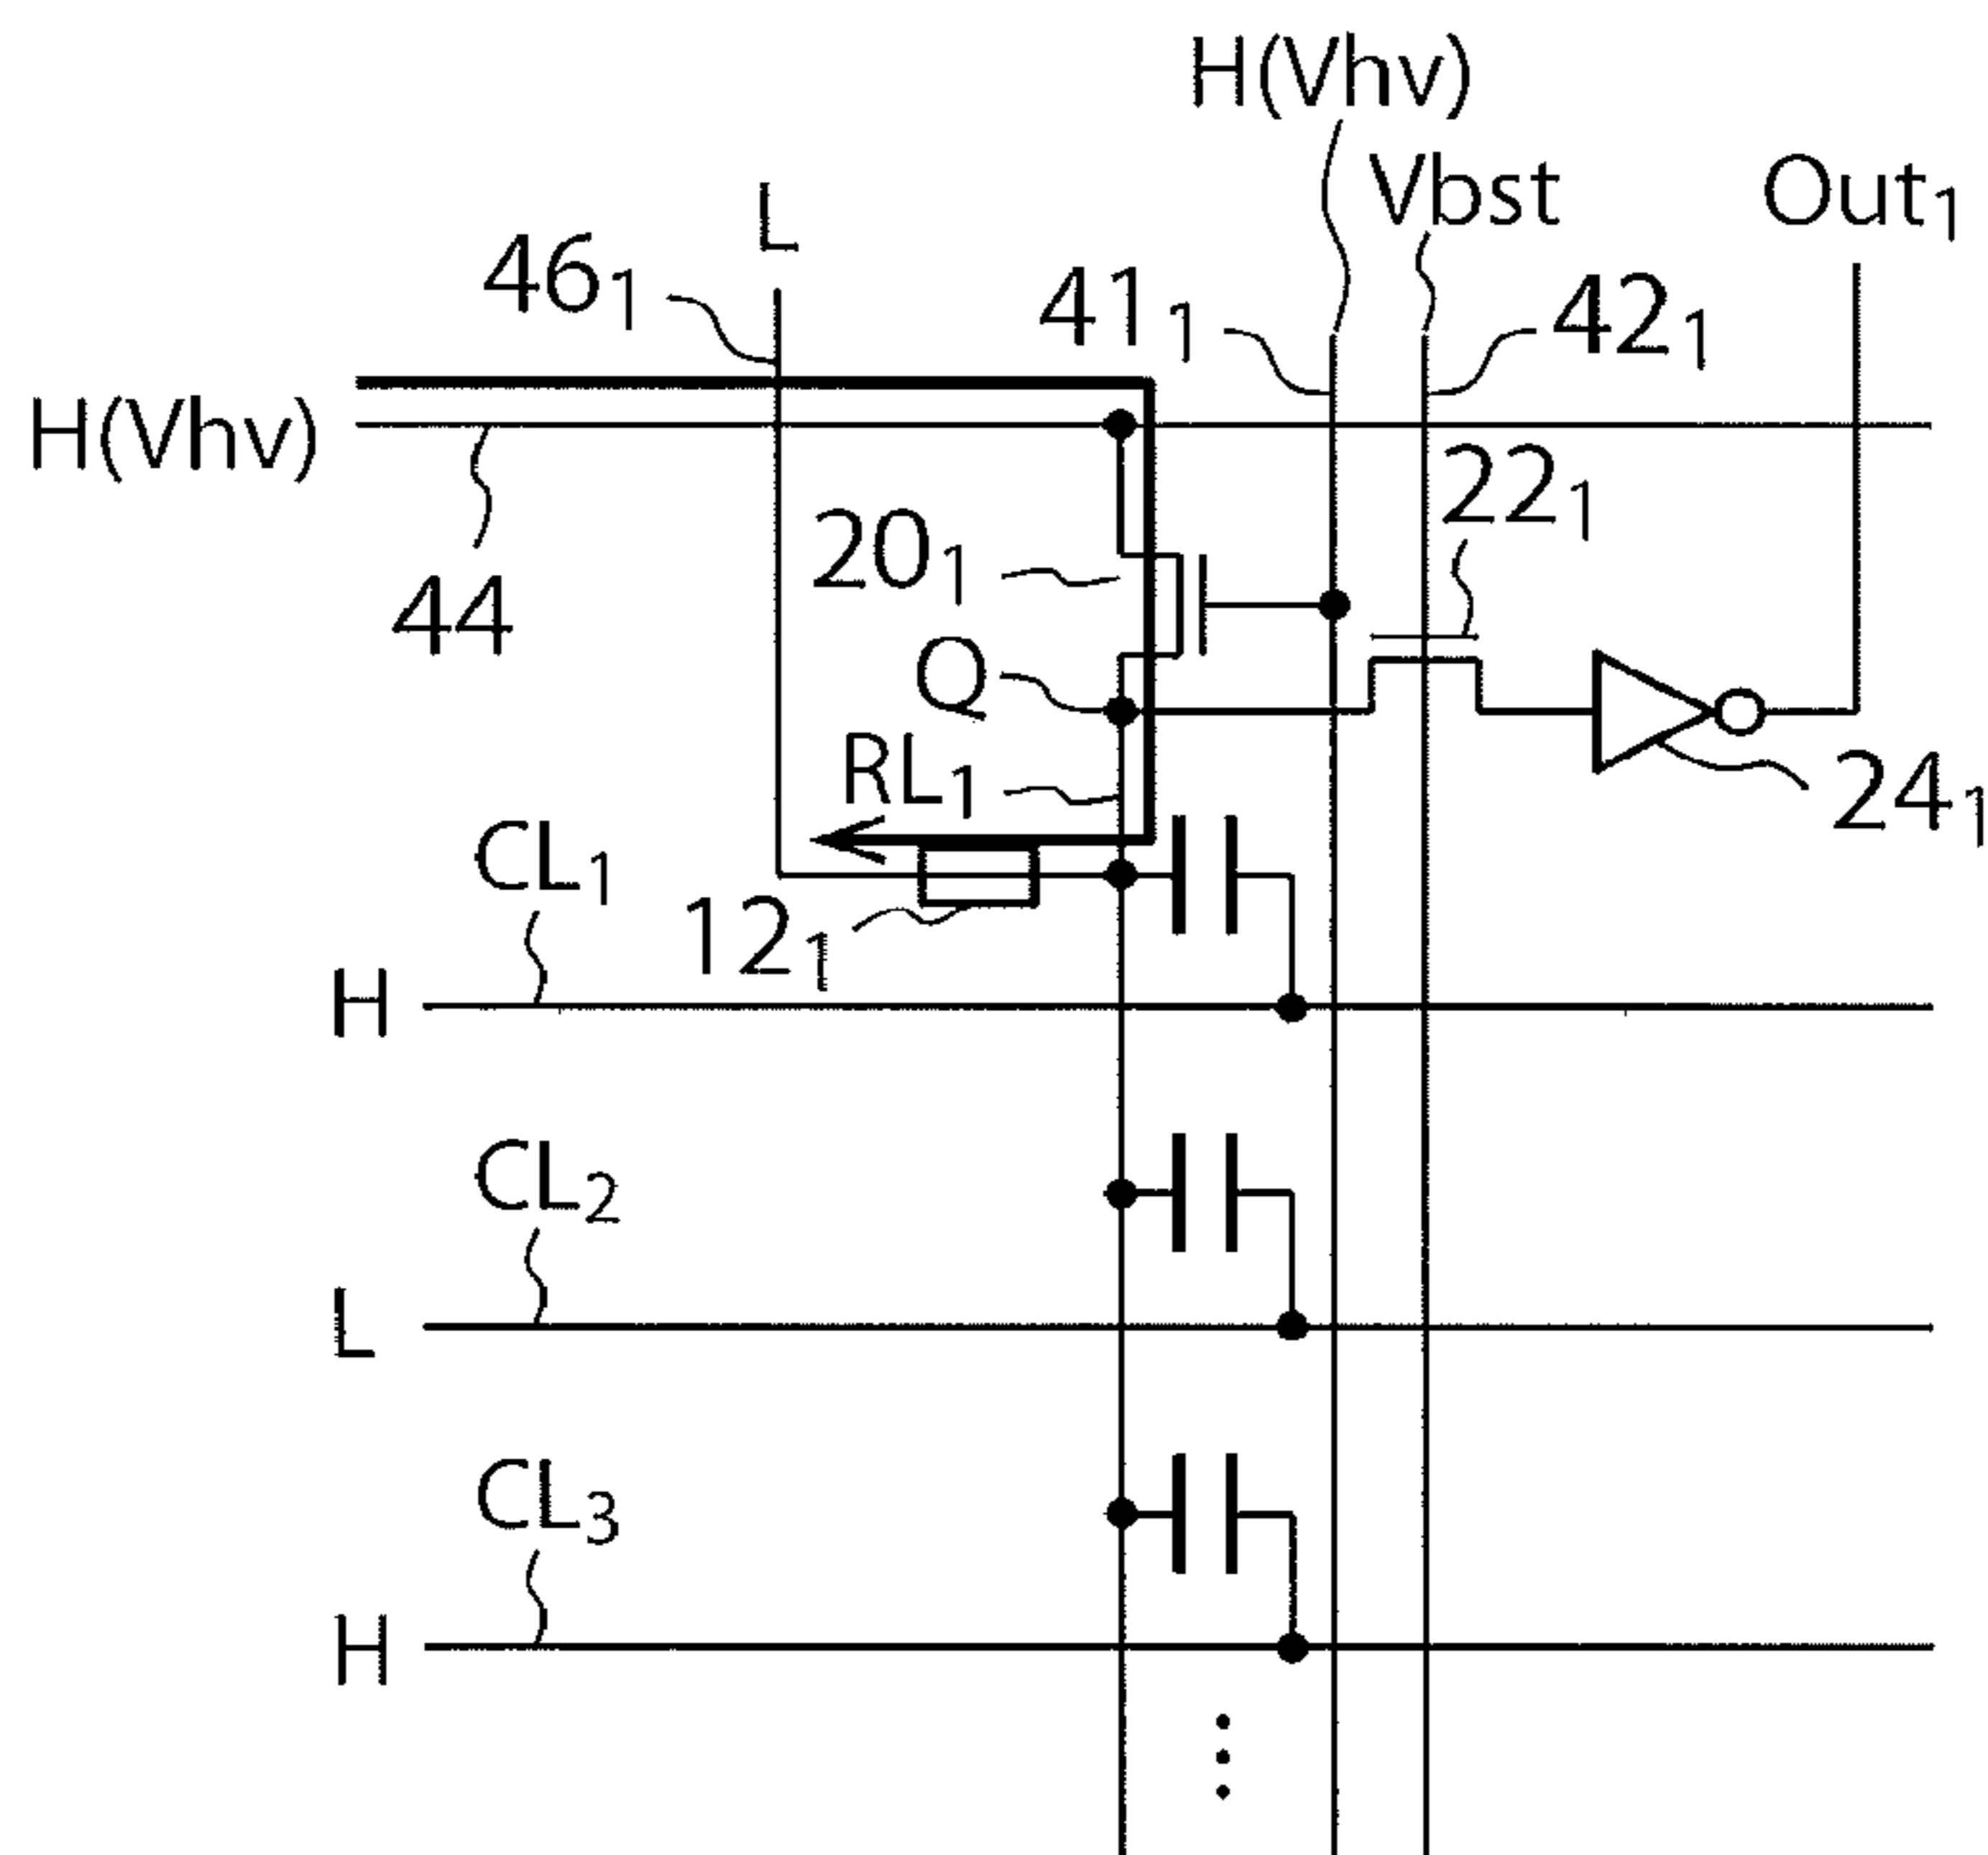 H(Vhv)
Vbst
Out1
L
461
411
421
H(Vhv)
44
201
221
Q
RL1
241
CL1
121
H
CL2
L
CL3
H